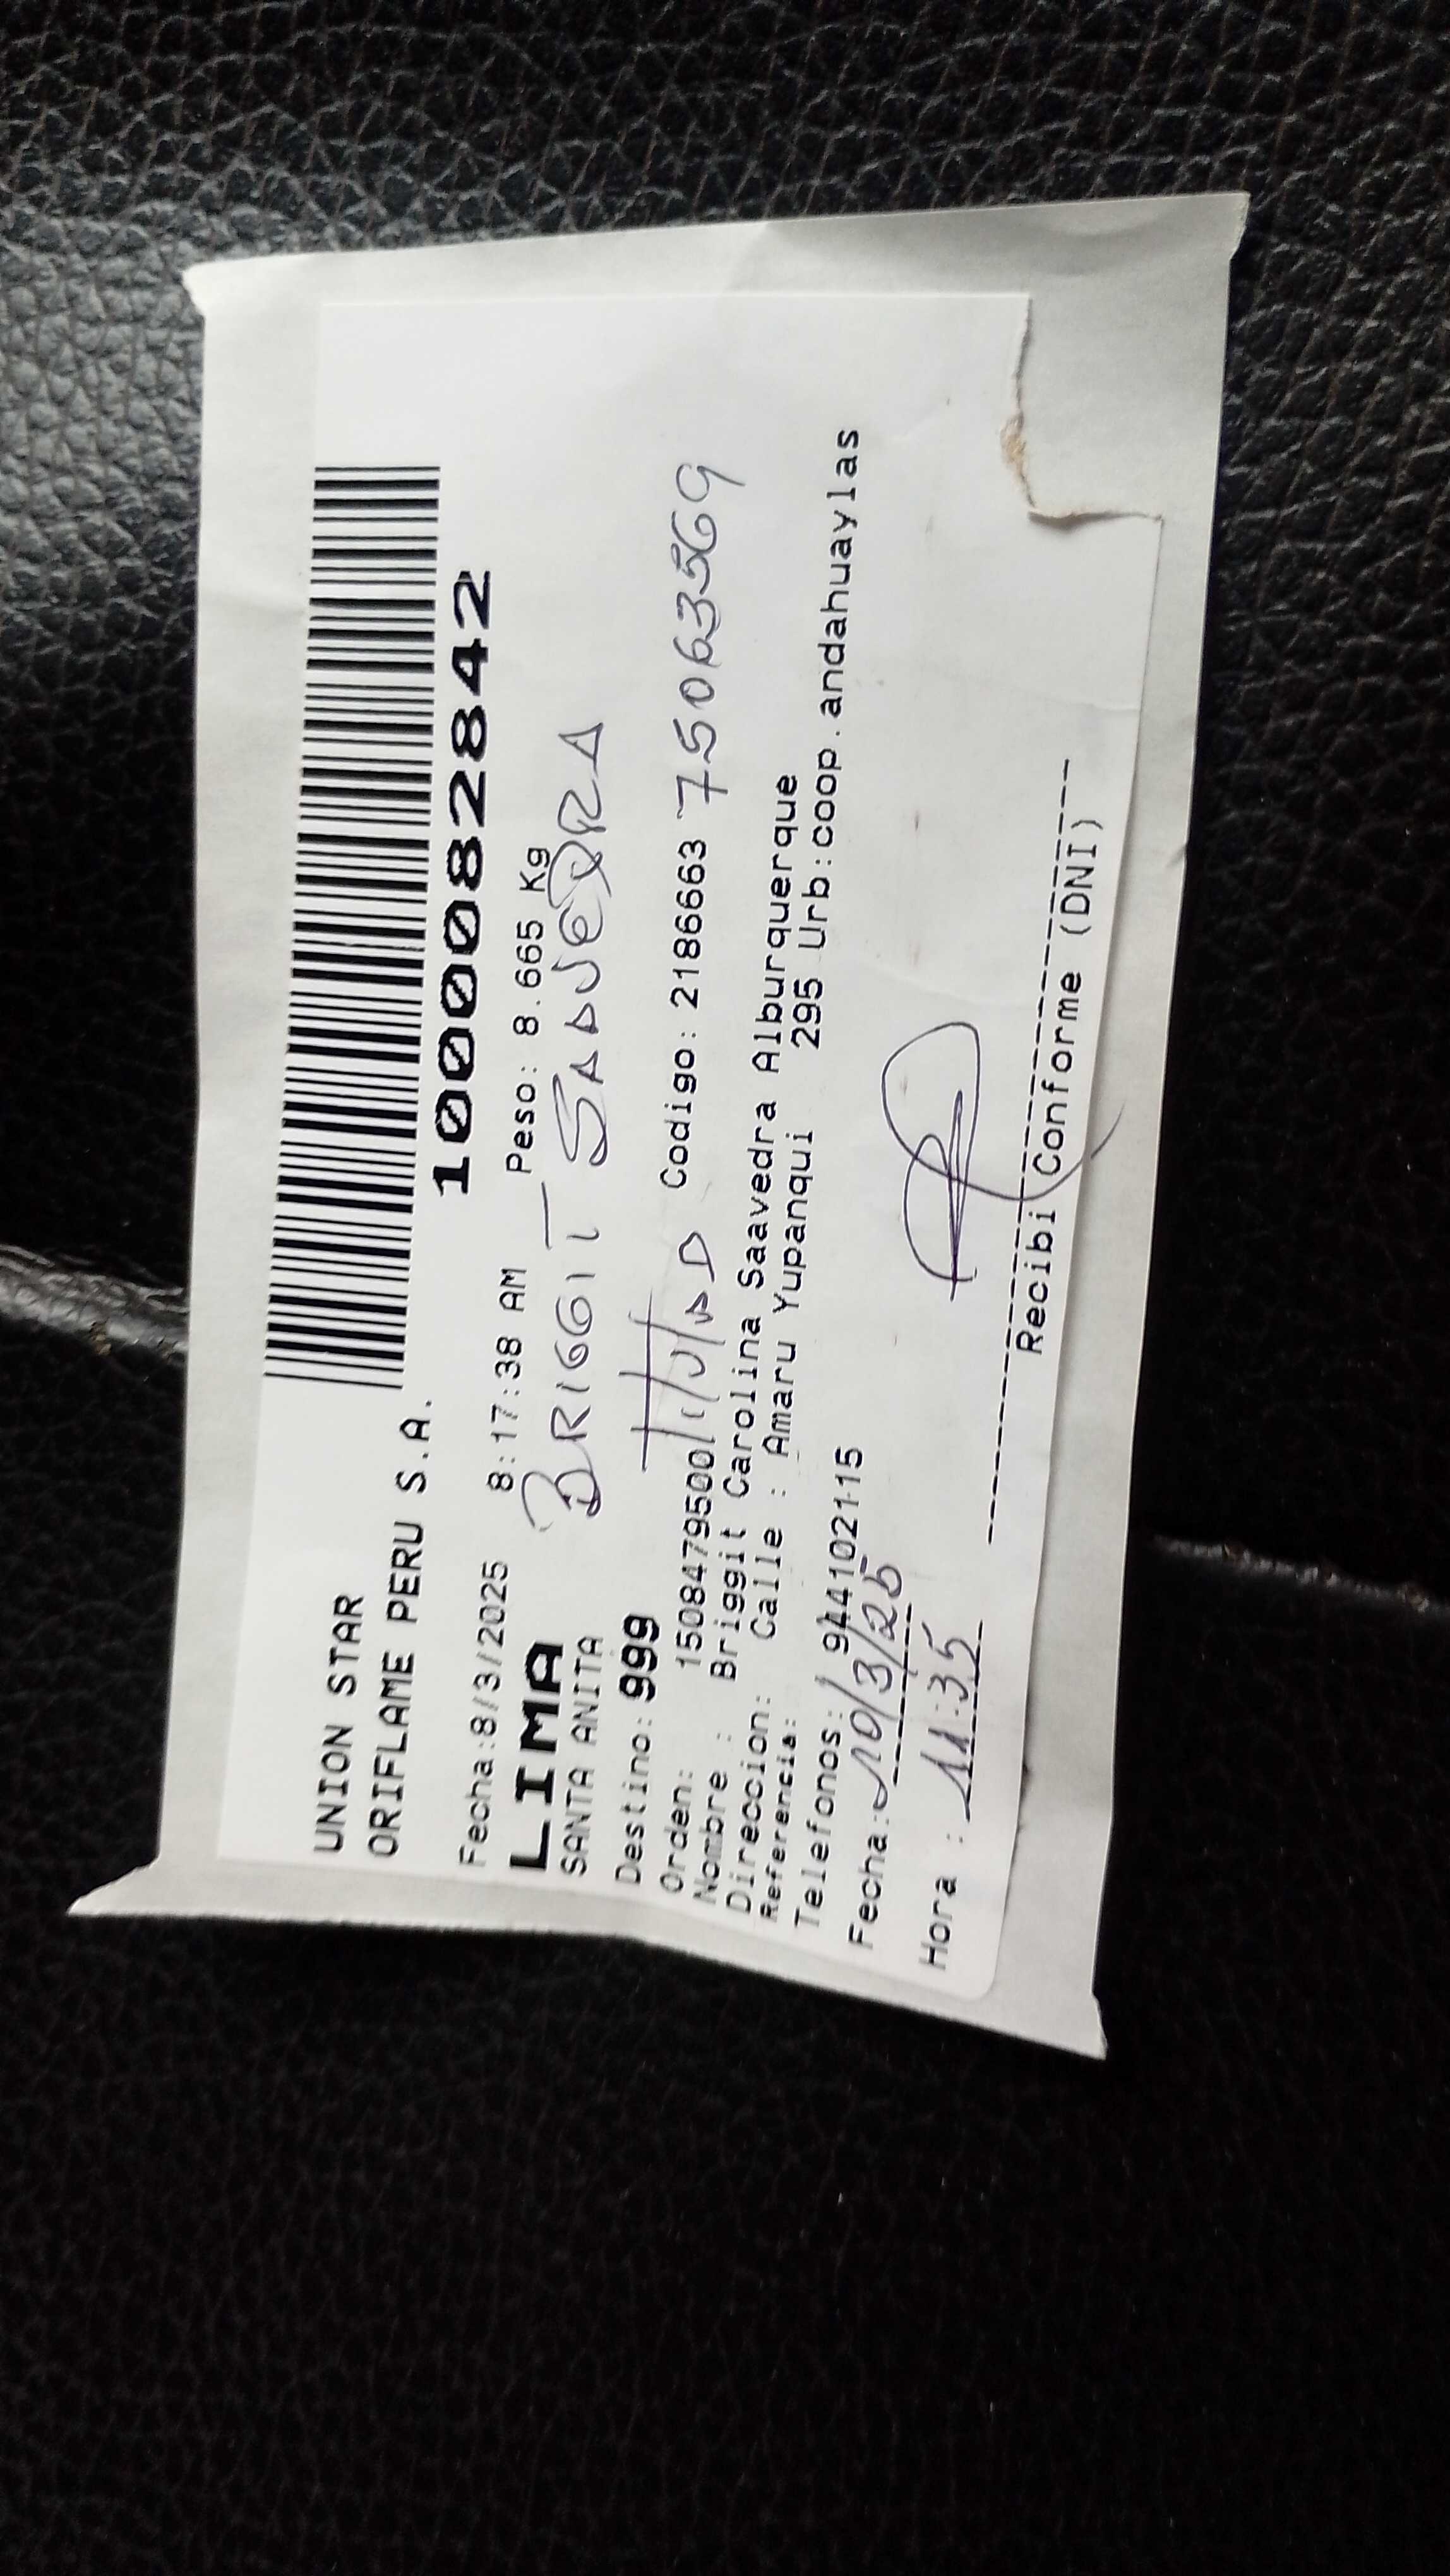 UNION STAR
ORIFLAME PERU S.A.
1000082842
Fecha:8/3/2025 8:17:38 AM Peso: 8.665 Kg
LIMA BRIGGIT SAAVEDRA
SANTA ANITA
Destino: 999
Orden: 1508479500 Codigo: 2186663 75063569
Nombre : Briggit Carolina Saavedra Alburquerque
Direccion: Calle : Amaru Yupanqui 295 Urb:coop.andahuaylas
Referencia:
Telefonos: 944102115
Fecha: 10/3/25
Hora : 11:35
Recibi Conforme (DNI)